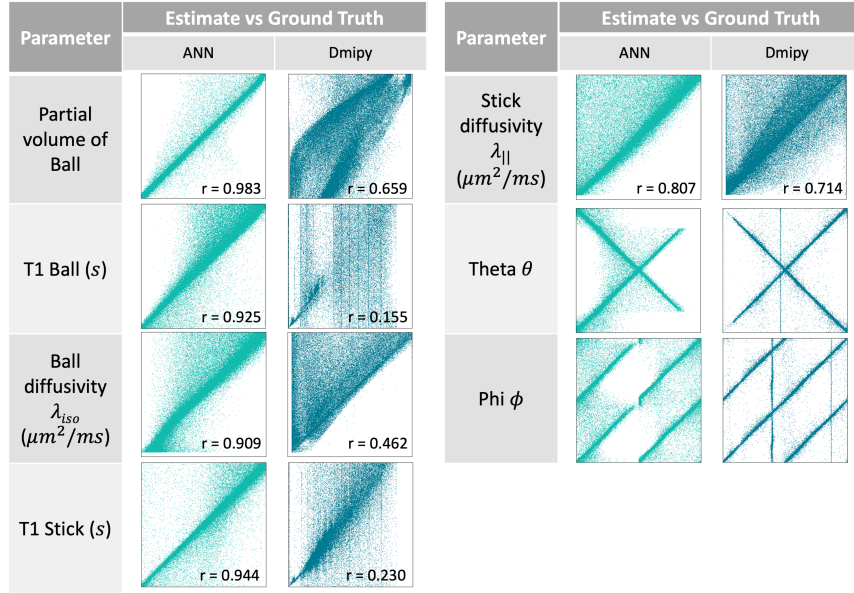 Parameter
Estimate vs Ground Truth
ANN
Dmipy
Partial
volume of
Ball
r = 0.983
r = 0.659
T1 Ball (s)
r = 0.925
r = 0.155
Ball
diffusivity
λ_iso
(μm²/ms)
r = 0.909
r = 0.462
T1 Stick (s)
r = 0.944
r = 0.230
Parameter
Estimate vs Ground Truth
ANN
Dmipy
Stick
diffusivity
λ_||
(μm²/ms)
r = 0.807
r = 0.714
Theta θ
Phi ϕ